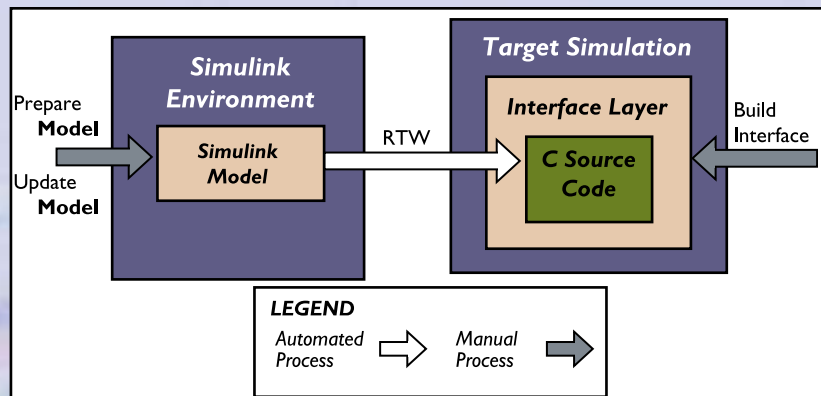 Simulink
Environment
Prepare
Model
Update
Model
Simulink
Model
RTW
Target Simulation
Interface Layer
C Source
Code
Build
Interface
LEGEND
Automated
Process
Manual
Process